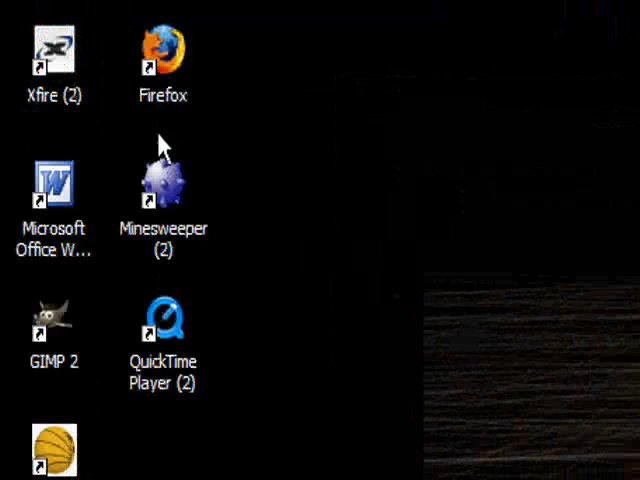 Xfire (2)
Firefox
Microsoft
Office W...
Minesweeper
(2)
GIMP 2
QuickTime
Player (2)